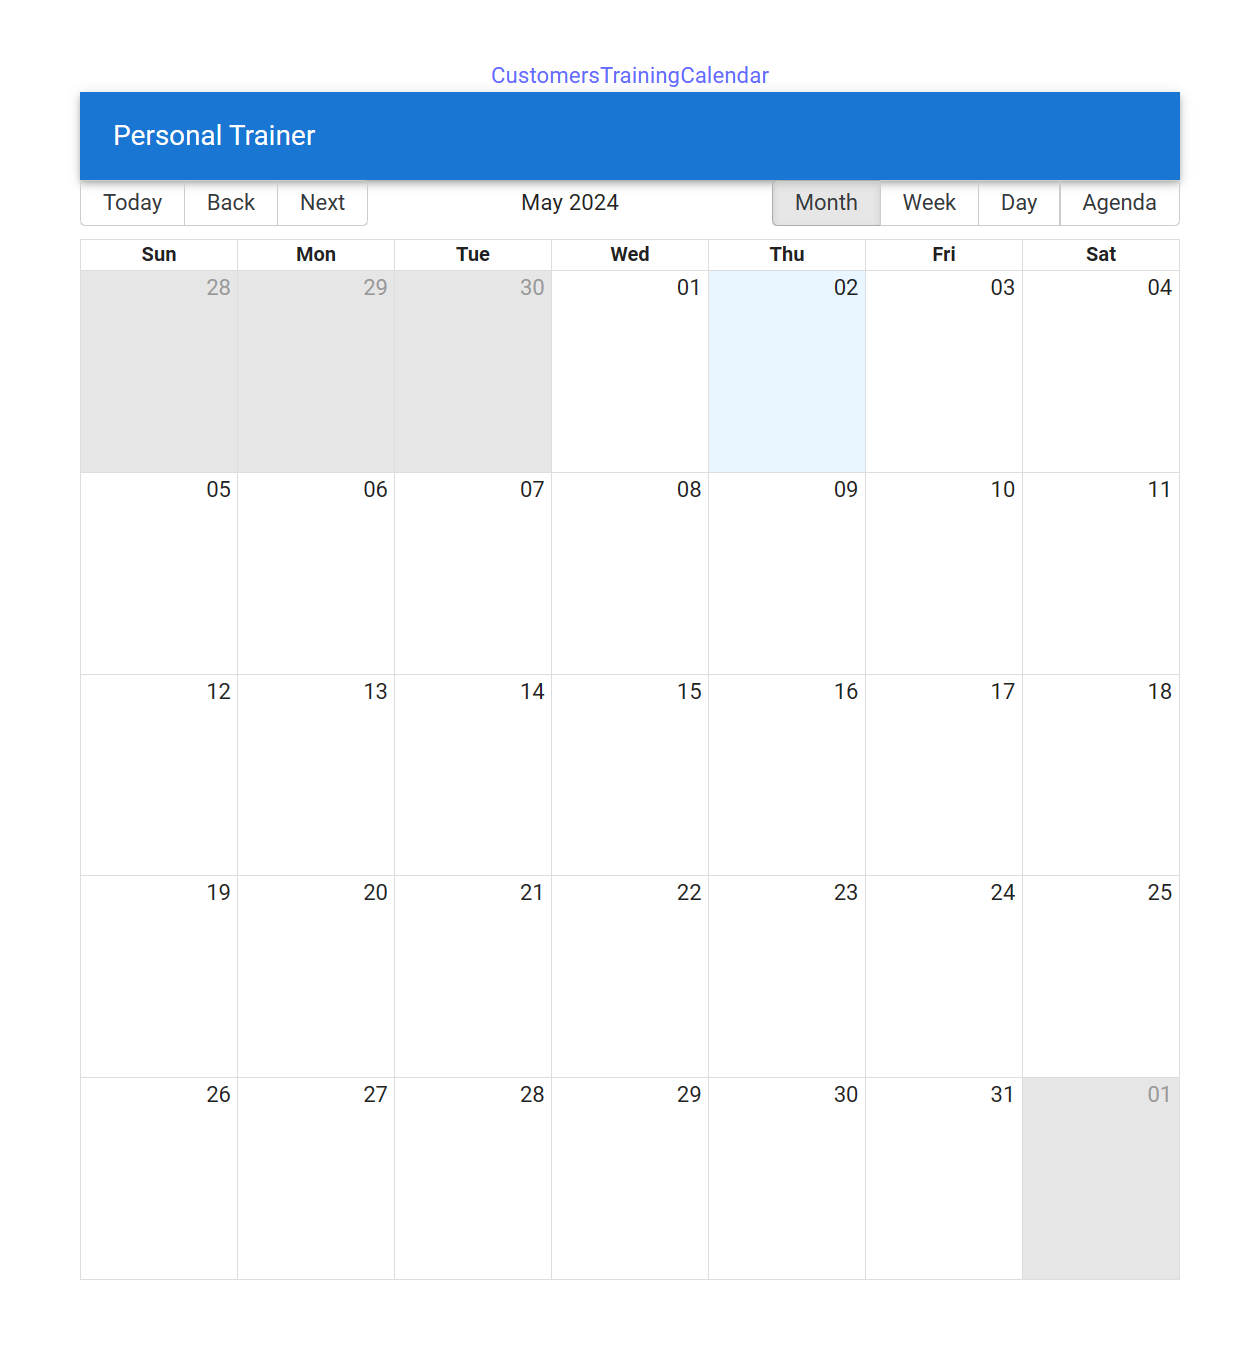 CustomersTrainingCalendar
Personal Trainer
Today Back Next May 2024 Month Week Day Agenda
Sun Mon Tue Wed Thu Fri Sat
28 29 30 01 02 03 04
05 06 07 08 09 10 11
12 13 14 15 16 17 18
19 20 21 22 23 24 25
26 27 28 29 30 31 01